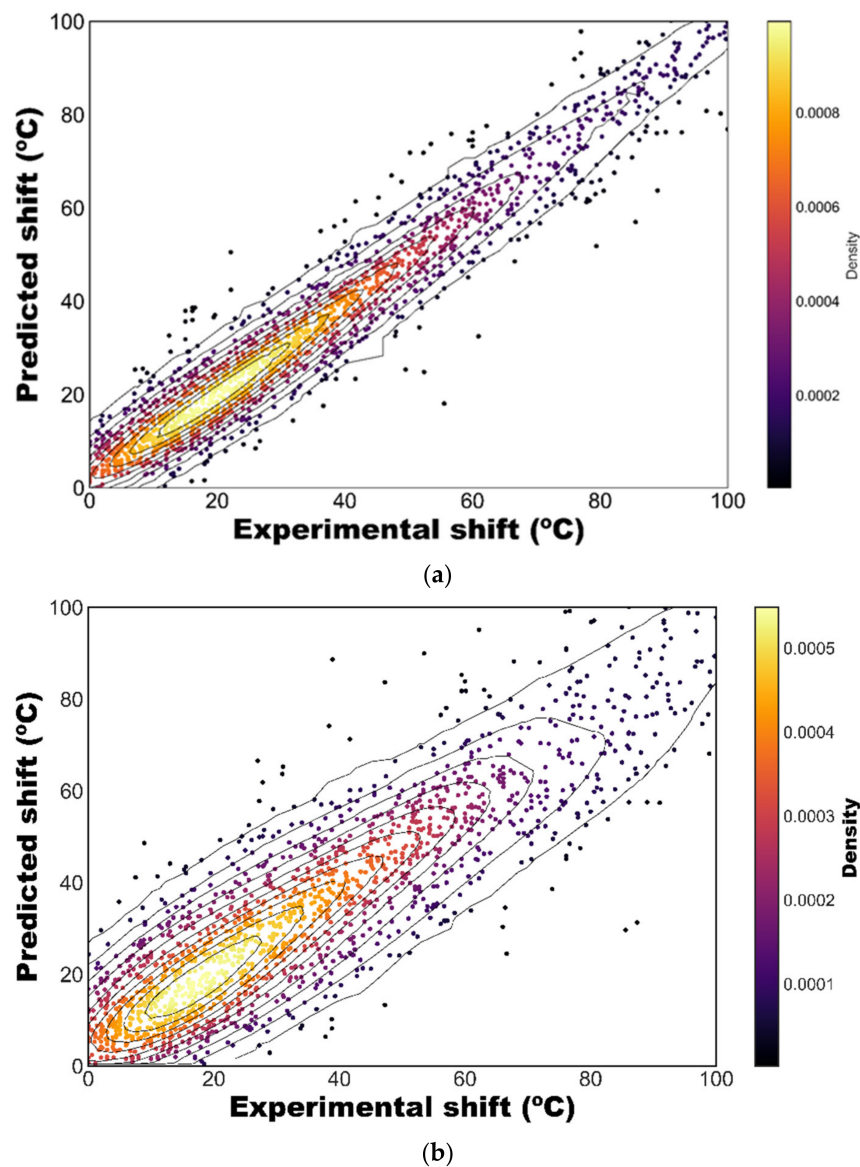 100
80
60
40
20
0
Predicted shift (ºC)
0 20 40 60 80 100
Experimental shift (ºC)
0.0008
0.0006
0.0004
0.0002
Density
(a)
100
80
60
40
20
0
Predicted shift (ºC)
0 20 40 60 80 100
Experimental shift (ºC)
0.0005
0.0004
0.0003
0.0002
0.0001
Density
(b)